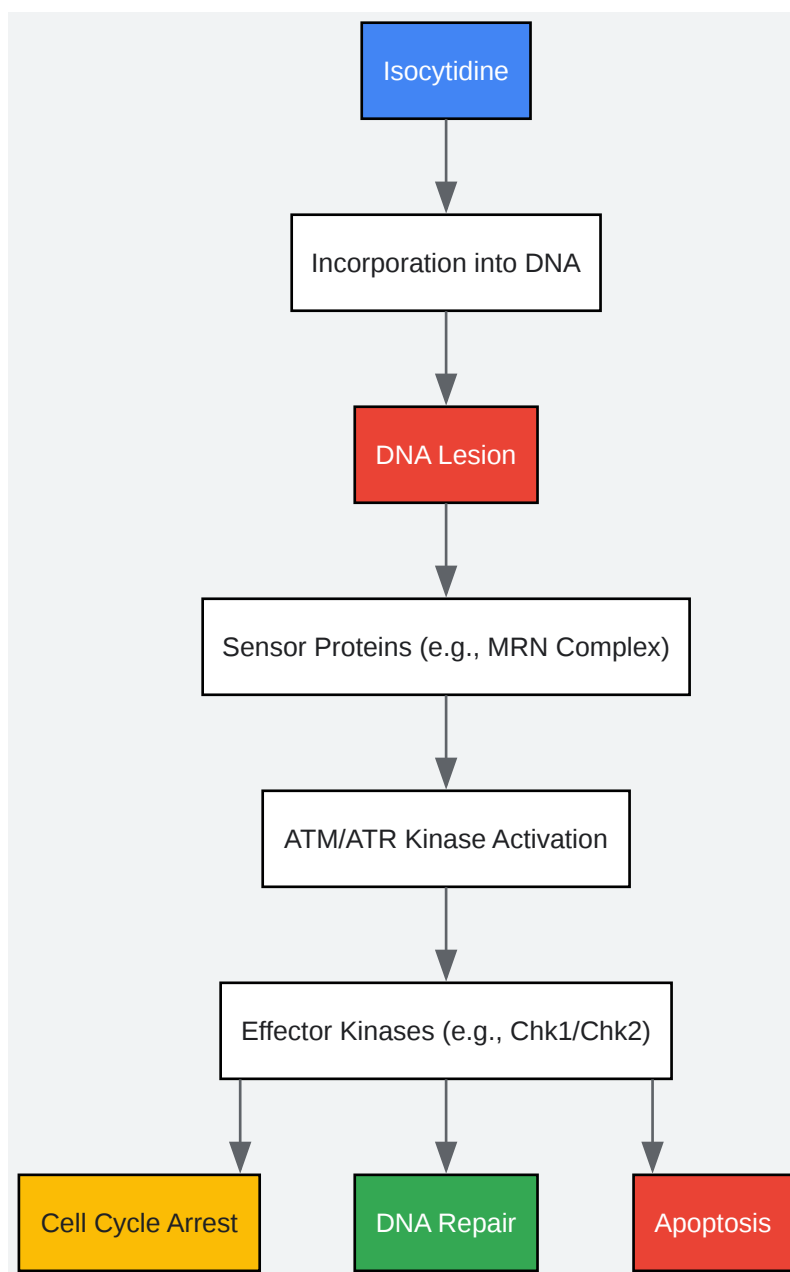 Isocytidine
Incorporation into DNA
DNA Lesion
Sensor Proteins (e.g., MRN Complex)
ATM/ATR Kinase Activation
Effector Kinases (e.g., Chk1/Chk2)
Cell Cycle Arrest
DNA Repair
Apoptosis